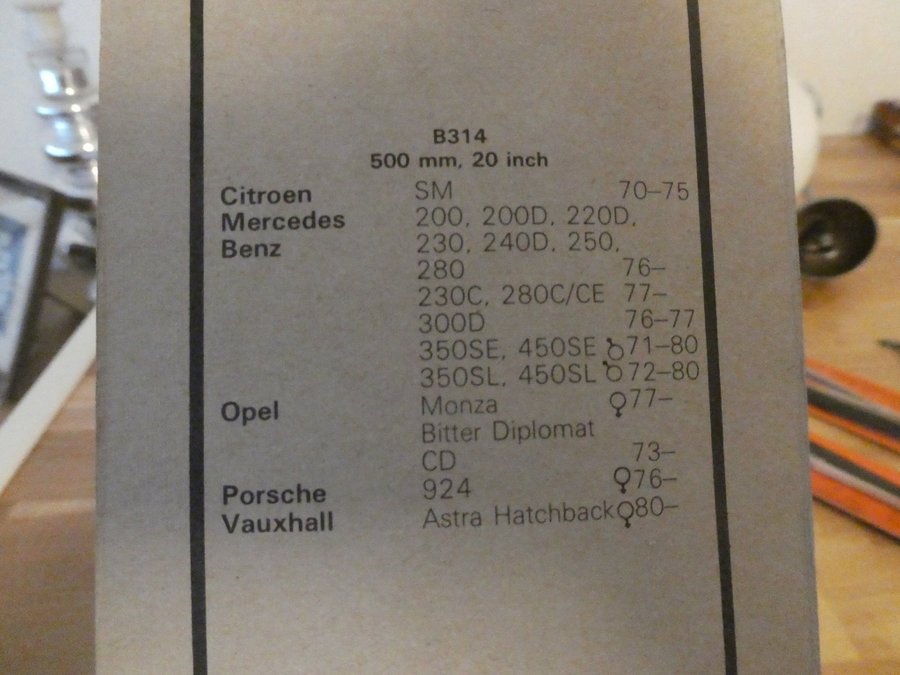 B314
500 mm, 20 inch
Citroen SM 70–75
Mercedes 200, 200D, 220D,
Benz 230, 240D, 250,
280 76–
230C, 280C/CE 77–
300D 76–77
350SE, 450SE ♂71–80
350SL, 450SL ♂72–80
Opel Monza ♀77–
Bitter Diplomat
CD 73–
Porsche 924 ♀76–
Vauxhall Astra Hatchback♀80–